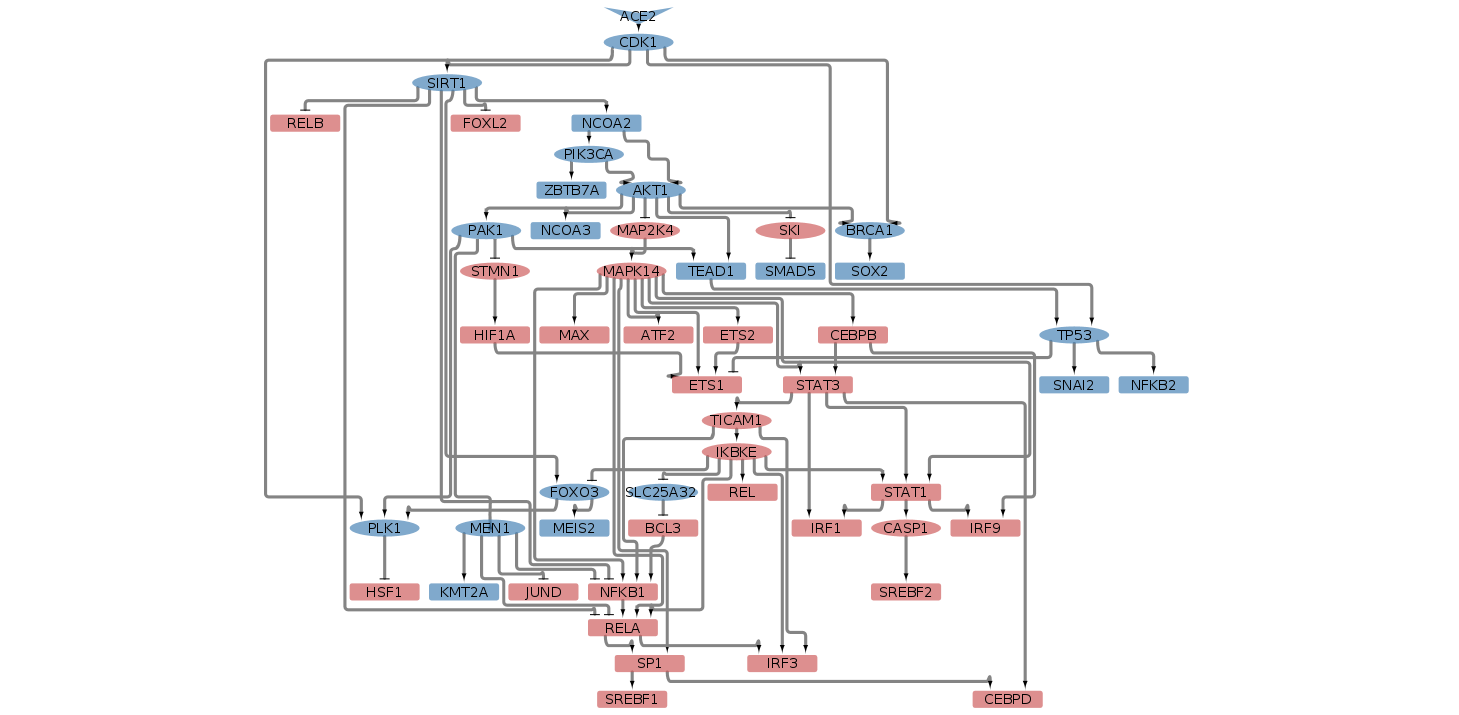 ACE2
CDK1
SIRT1
RELB
FOXL2
NCOA2
PIK3CA
ZBTB7A
AKT1
PAK1
NCOA3
MAP2K4
SKI
BRCA1
STMN1
MAPK14
TEAD1
SMAD5
SOX2
HIF1A
MAX
ATF2
ETS2
CEBPB
TP53
ETS1
STAT3
SNAI2
NFKB2
TICAM1
IKBKE
FOXO3
SLC25A32
REL
STAT1
PLK1
MEN1
MEIS2
BCL3
IRF1
CASP1
IRF9
HSF1
KMT2A
JUND
NFKB1
SREBF2
RELA
SP1
IRF3
SREBF1
CEBPD